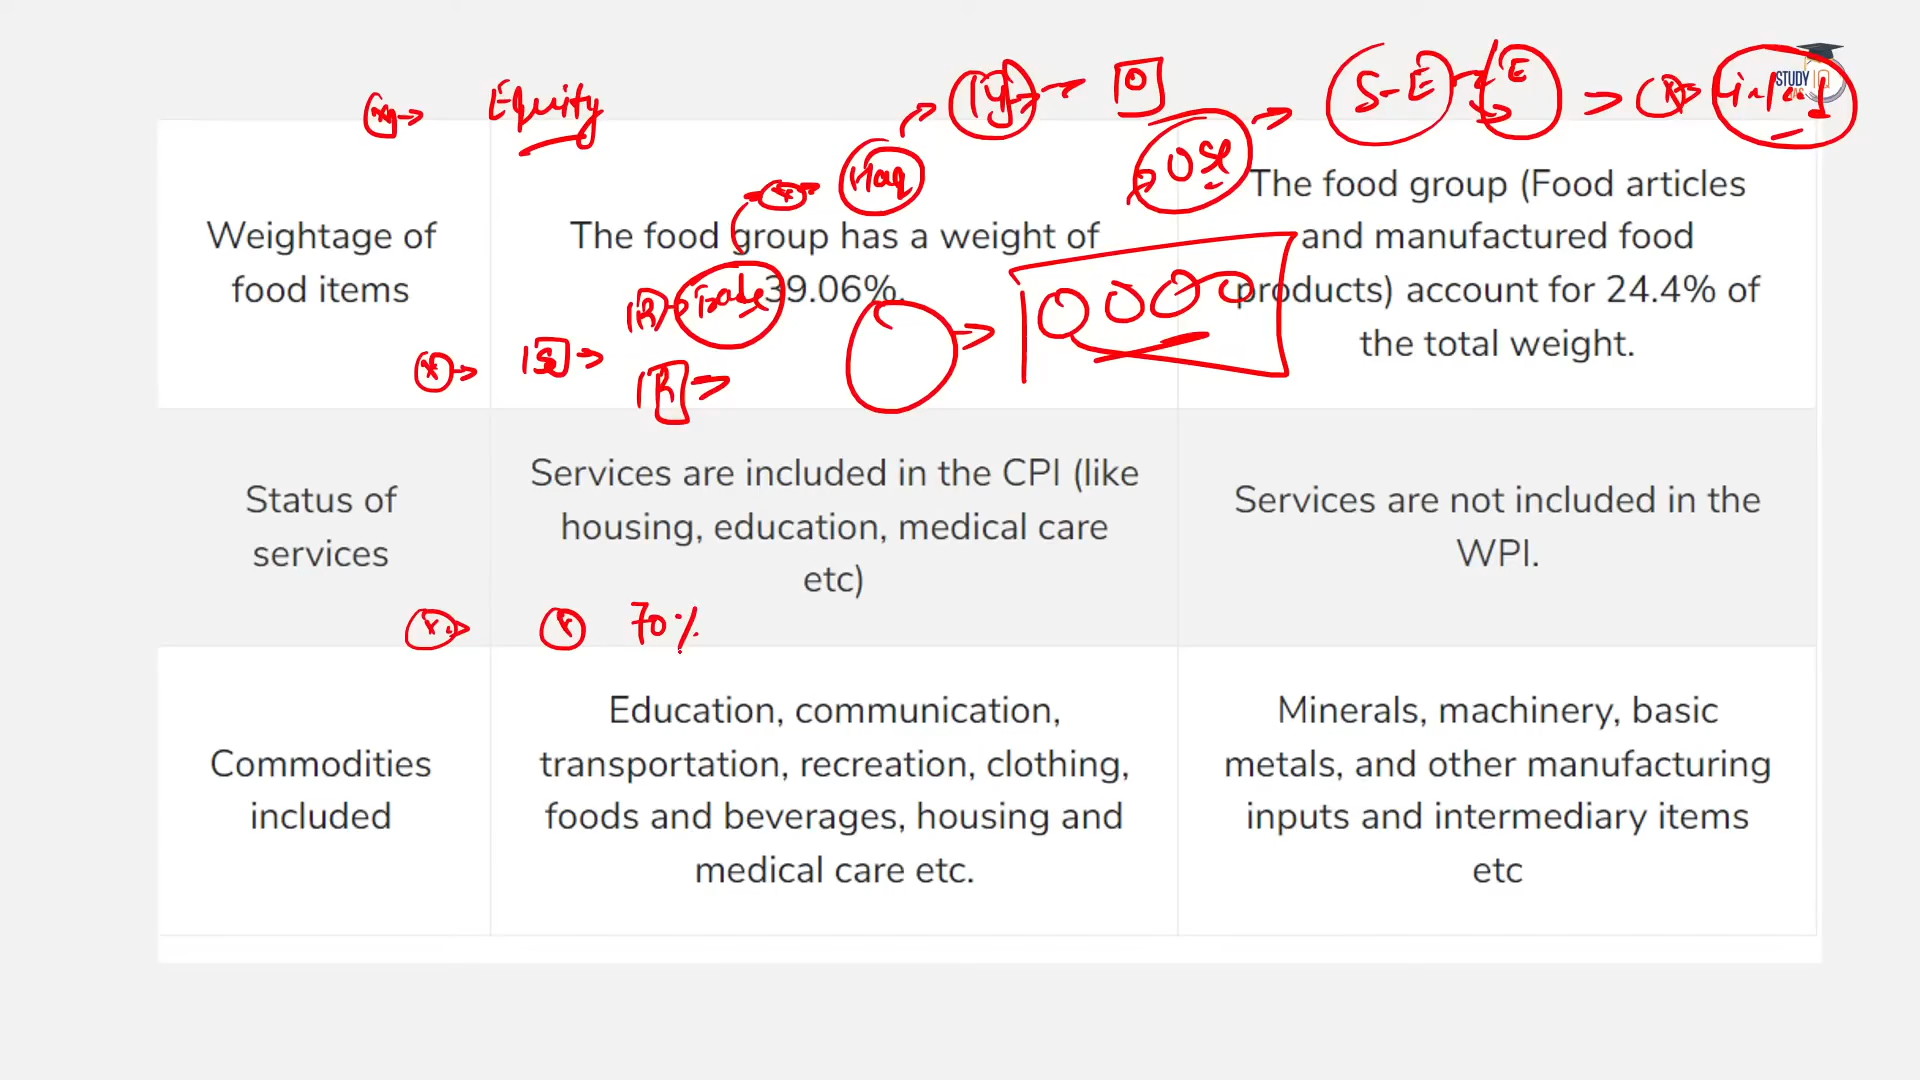 Equity
STUDY IQ
IAS
Weightage of
food items
The food group has a weight of
39.06%.
The food group (Food articles
and manufactured food
products) account for 24.4% of
the total weight.
Trade
R
Status of
services
Services are included in the CPI (like
housing, education, medical care
etc)
Services are not included in the
WPI.
70%
Commodities
included
Education, communication,
transportation, recreation, clothing,
foods and beverages, housing and
medical care etc.
Minerals, machinery, basic
metals, and other manufacturing
inputs and intermediary items
etc